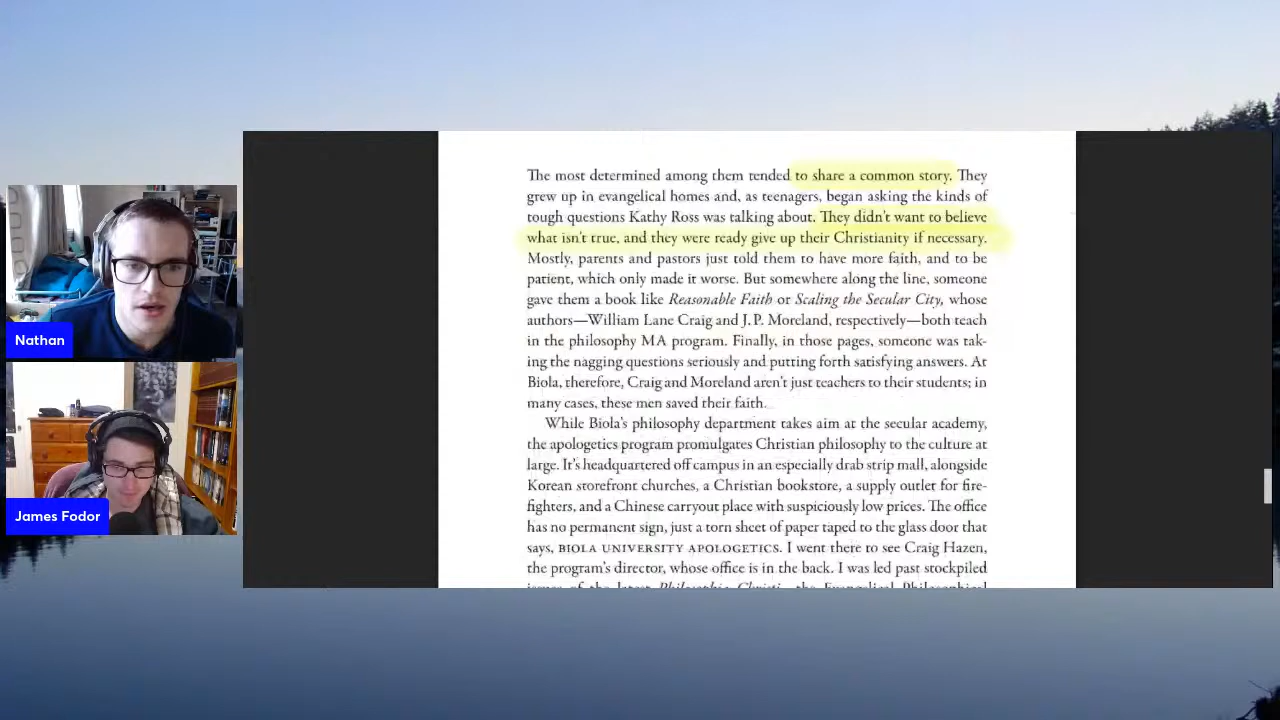 Nathan
James Fodor
The most determined among them tended to share a common story. They
grew up in evangelical homes and, as teenagers, began asking the kinds of
tough questions Kathy Ross was talking about. They didn't want to believe
what isn't true, and they were ready give up their Christianity if necessary.
Mostly, parents and pastors just told them to have more faith, and to be
patient, which only made it worse. But somewhere along the line, someone
gave them a book like Reasonable Faith or Scaling the Secular City, whose
authors—William Lane Craig and J.P. Moreland, respectively—both teach
in the philosophy MA program. Finally, in those pages, someone was tak-
ing the nagging questions seriously and putting forth satisfying answers. At
Biola, therefore, Craig and Moreland aren't just teachers to their students; in
many cases, these men saved their faith.
While Biola's philosophy department takes aim at the secular academy,
the apologetics program promulgates Christian philosophy to the culture at
large. It's headquartered off campus in an especially drab strip mall, alongside
Korean storefront churches, a Christian bookstore, a supply outlet for fire-
fighters, and a Chinese carryout place with suspiciously low prices. The office
has no permanent sign, just a torn sheet of paper taped to the glass door that
says, BIOLA UNIVERSITY APOLOGETICS. I went there to see Craig Hazen,
the program's director, whose office is in the back. I was led past stockpiled
issues of the latest Philosophia Christi, the Evangelical Philosophical